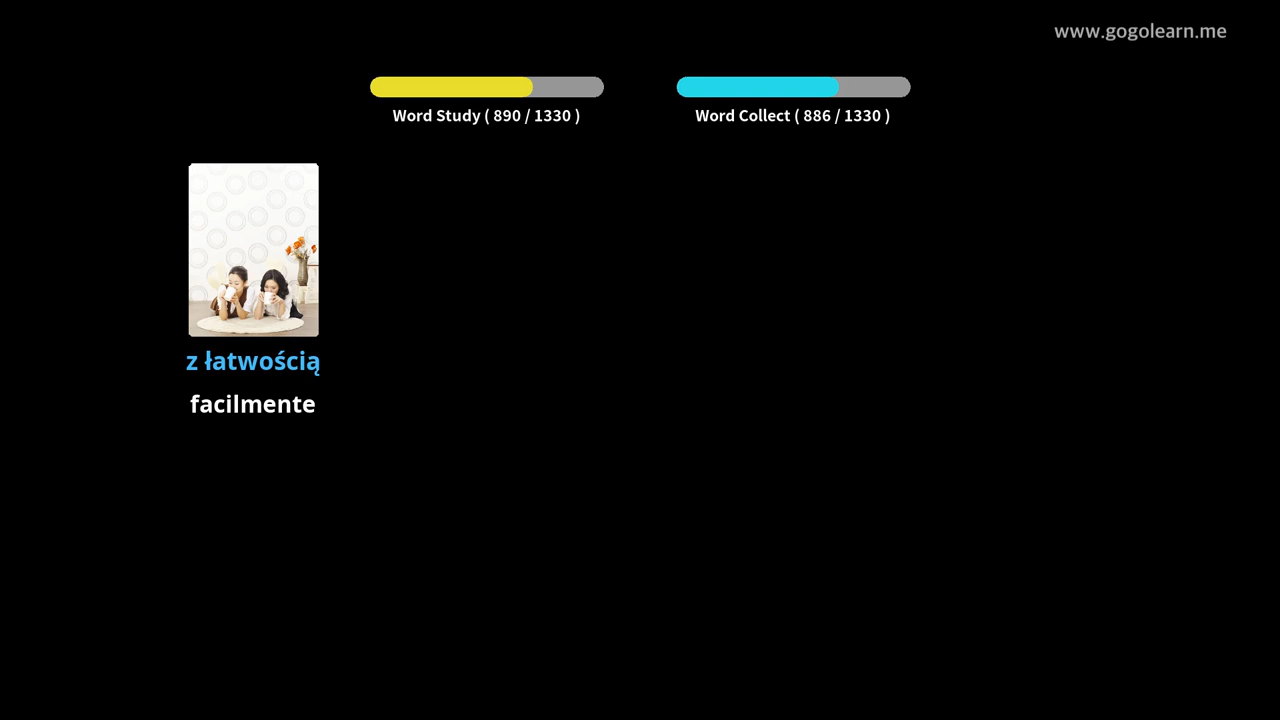 www.gogolearn.me
Word Study ( 890 / 1330 )
Word Collect ( 886 / 1330 )
z łatwością
facilmente